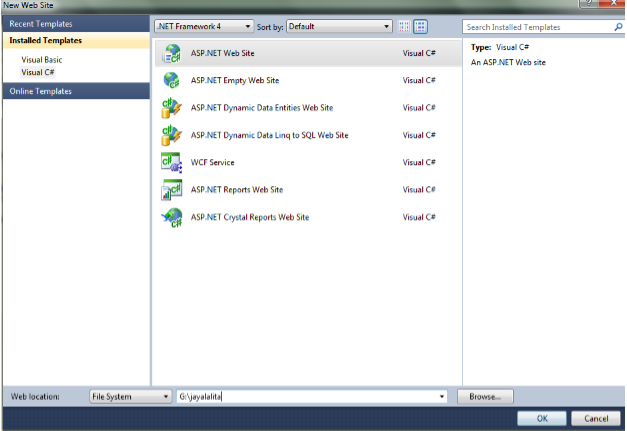 New Web Site
Recent Templates
Installed Templates
Visual Basic
Visual C#
Online Templates
.NET Framework 4 Sort by: Default
Search Installed Templates
ASP.NET Web Site Visual C#
ASP.NET Empty Web Site Visual C#
ASP.NET Dynamic Data Entities Web Site Visual C#
ASP.NET Dynamic Data Linq to SQL Web Site Visual C#
WCF Service Visual C#
ASP.NET Reports Web Site Visual C#
ASP.NET Crystal Reports Web Site Visual C#
Type: Visual C#
An ASP.NET Web site
Web location: File System G:\jayalalita Browse...
OK Cancel